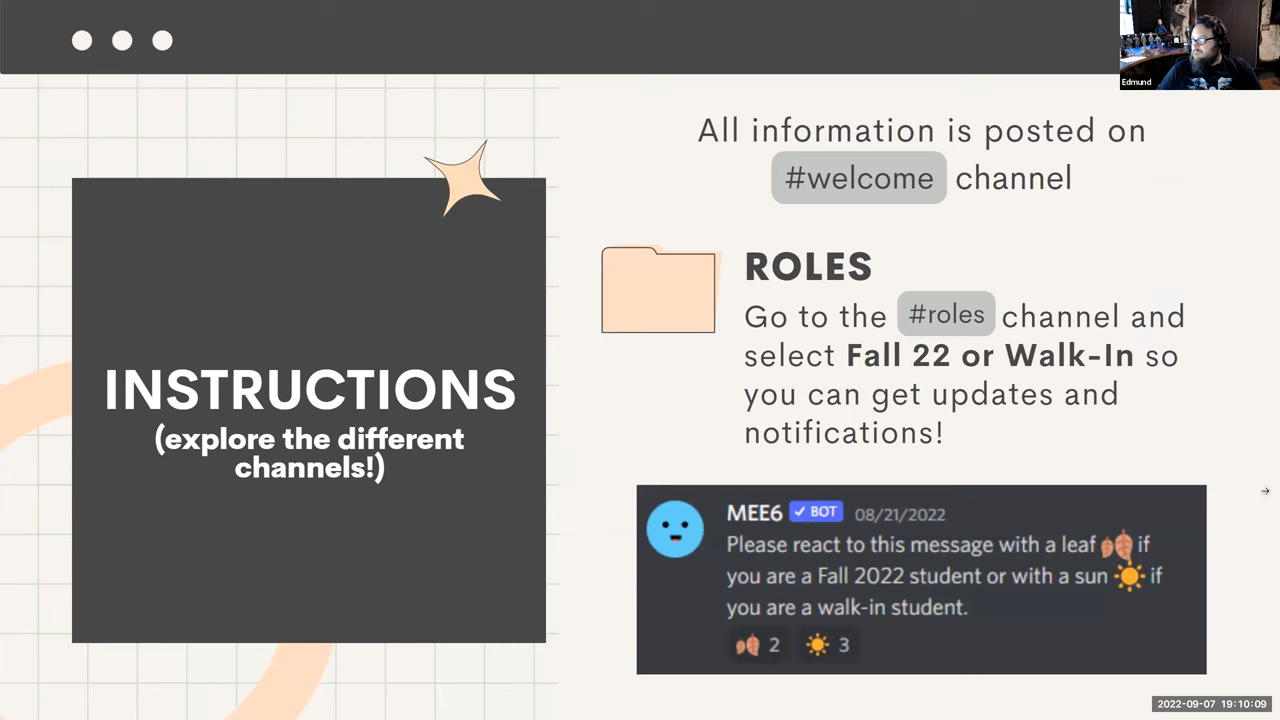 Edmund
All information is posted on
#welcome channel
INSTRUCTIONS
(explore the different
channels!)
ROLES
Go to the #roles channel and
select Fall 22 or Walk-In so
you can get updates and
notifications!
MEE6 ✓ BOT 08/21/2022
Please react to this message with a leaf 🍂 if
you are a Fall 2022 student or with a sun ☀️ if
you are a walk-in student.
🍂 2 ☀️ 3
2022-09-07 19:10:09